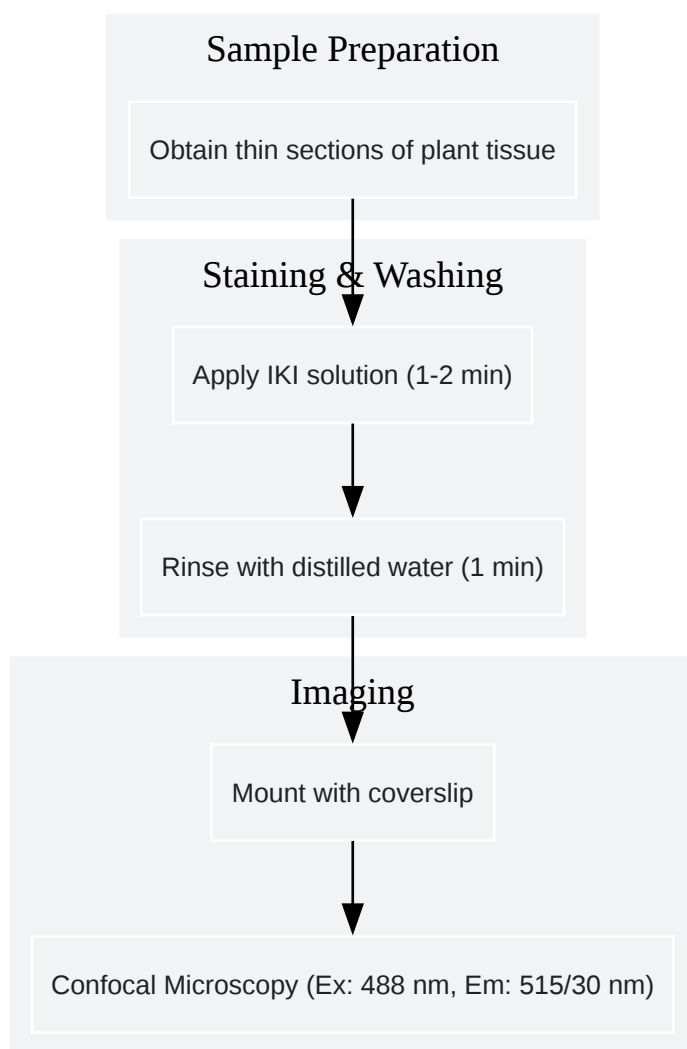 Sample Preparation
Obtain thin sections of plant tissue
Staining & Washing
Apply IKI solution (1-2 min)
Rinse with distilled water (1 min)
Imaging
Mount with coverslip
Confocal Microscopy (Ex: 488 nm, Em: 515/30 nm)